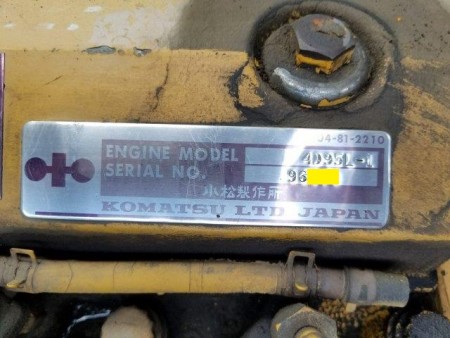 34-81-2210
ENGINE MODEL 4D95L-1
SERIAL NO. 96
小松製作所
KOMATSU LTD JAPAN